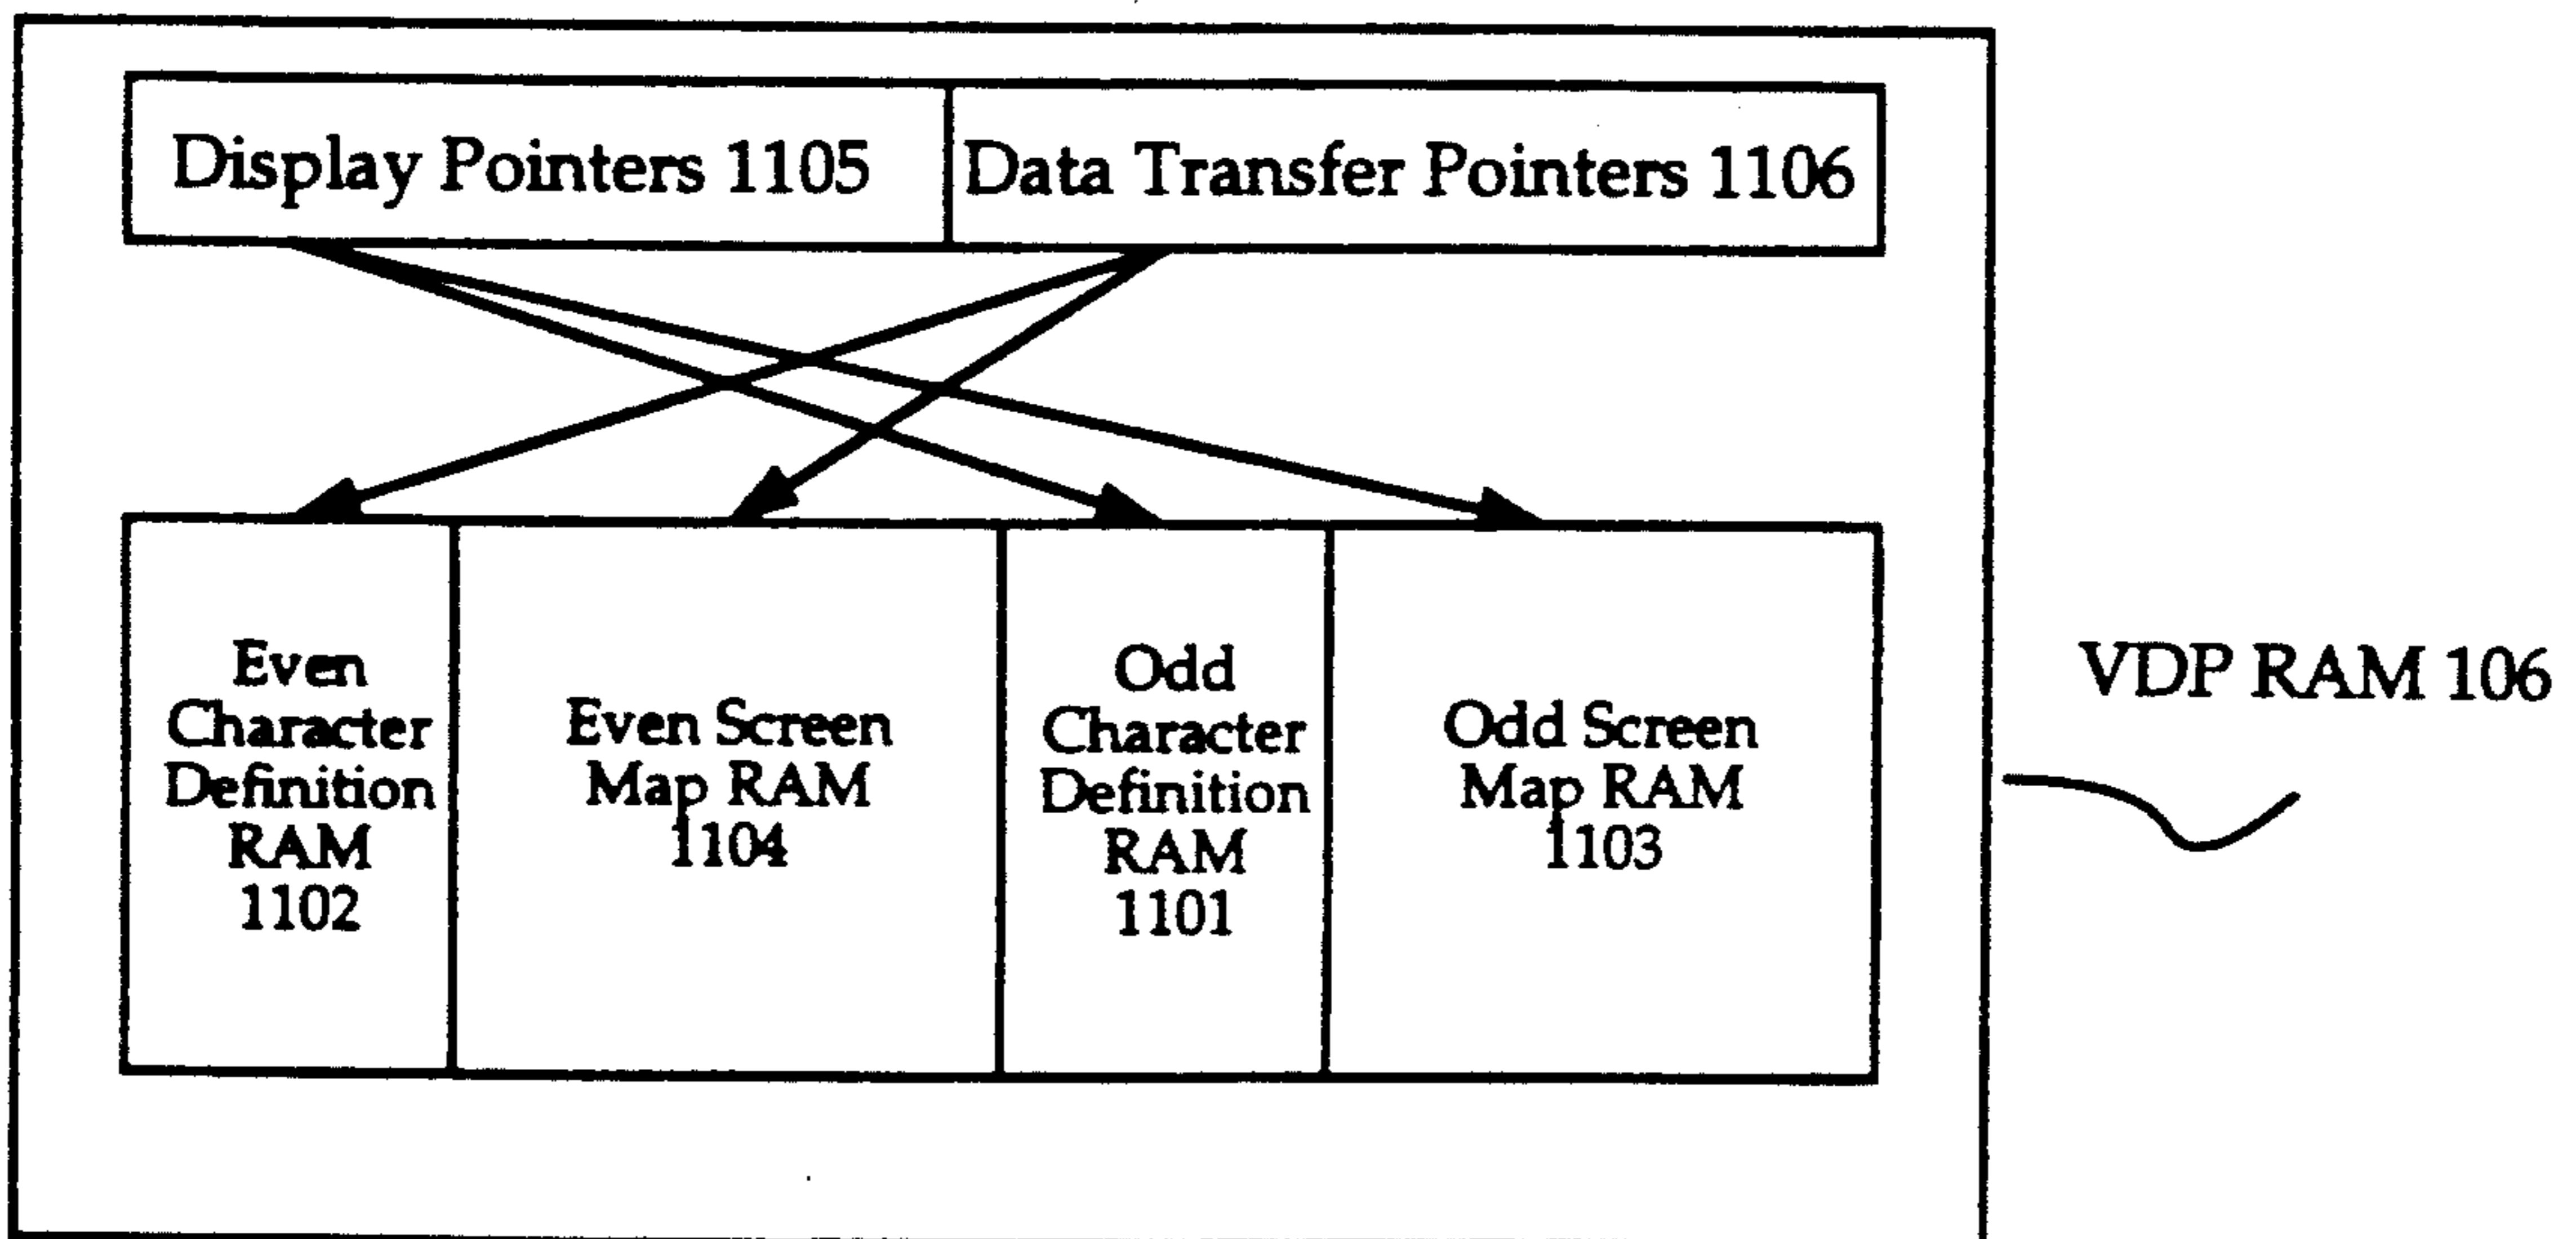 Display Pointers 1105
Data Transfer Pointers 1106
Even
Character
Definition
RAM
1102
Even Screen
Map RAM
1104
Odd
Character
Definition
RAM
1101
Odd Screen
Map RAM
1103
VDP RAM 106